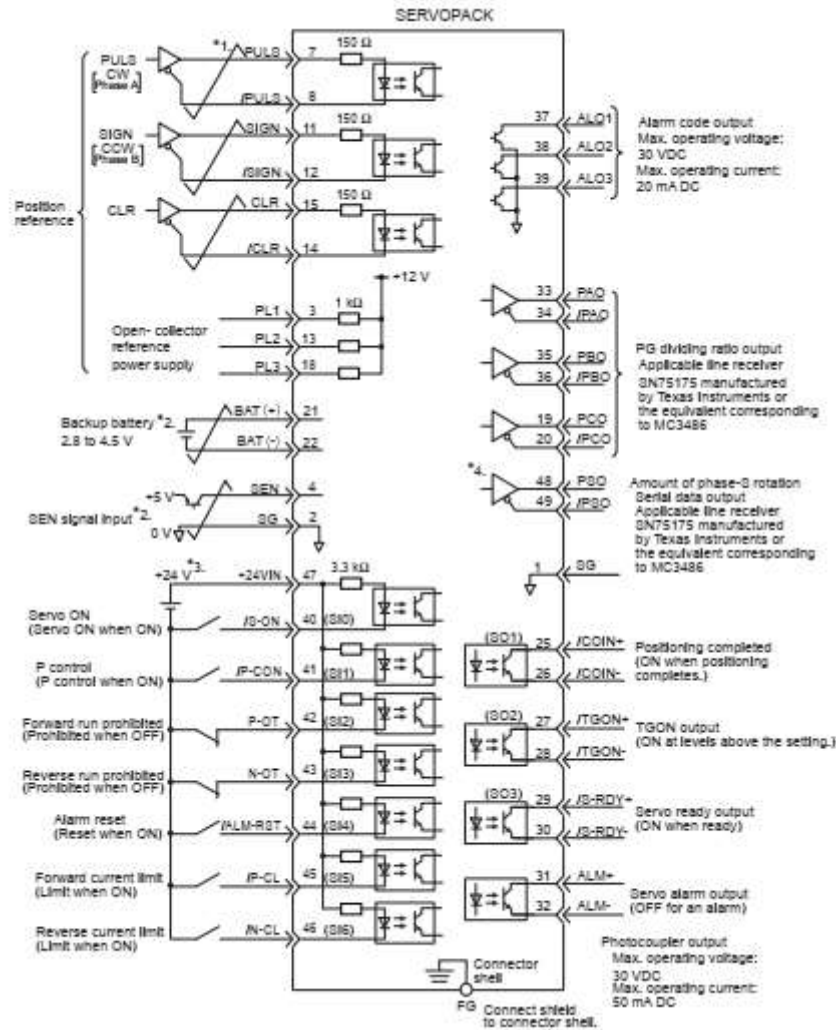 SERVOPACK
Position
reference
PULS
CW
[Phase A]
*1.
PULS
7
150 Ω
/PULS
8
SIGN
CCW
[Phase B]
SIGN
11
150 Ω
/SIGN
12
CLR
CLR
15
150 Ω
/CLR
14
+12 V
Open- collector
reference
power supply
PL1
3
1 kΩ
PL2
13
PL3
18
Backup battery *2.
2.8 to 4.5 V
BAT (+)
21
BAT (-)
22
SEN signal input *2.
+5 V
0 V
SEN
4
SG
2
+24 V *3.
+24VIN
47
3.3 kΩ
Servo ON
(Servo ON when ON)
/S-ON
40
(SI0)
P control
(P control when ON)
/P-CON
41
(SI1)
Forward run prohibited
(Prohibited when OFF)
P-OT
42
(SI2)
Reverse run prohibited
(Prohibited when OFF)
N-OT
43
(SI3)
Alarm reset
(Reset when ON)
/ALM-RST
44
(SI4)
Forward current limit
(Limit when ON)
/P-CL
45
(SI5)
Reverse current limit
(Limit when ON)
/N-CL
46
(SI6)
37
ALO1
38
ALO2
39
ALO3
Alarm code output
Max. operating voltage:
30 VDC
Max. operating current:
20 mA DC
33
PAO
34
/PAO
35
PBO
36
/PBO
19
PCO
20
/PCO
PG dividing ratio output
Applicable line receiver
SN75175 manufactured
by Texas Instruments or
the equivalent corresponding
to MC3486
*4.
48
PSO
49
/PSO
Amount of phase-S rotation
Serial data output
Applicable line receiver
SN75175 manufactured
by Texas Instruments or
the equivalent corresponding
to MC3486
1
SG
(SO1)
25
/COIN+
26
/COIN-
Positioning completed
(ON when positioning
completes.)
(SO2)
27
/TGON+
28
/TGON-
TGON output
(ON at levels above the setting.)
(SO3)
29
/S-RDY+
30
/S-RDY-
Servo ready output
(ON when ready)
31
ALM+
32
ALM-
Servo alarm output
(OFF for an alarm)
Photocoupler output
Max. operating voltage:
30 VDC
Max. operating current:
50 mA DC
Connector
shell
FG
Connect shield
to connector shell.